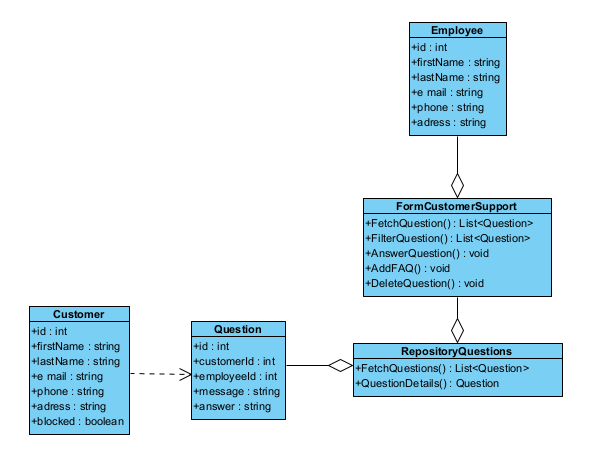 Employee
+id : int
+firstName : string
+lastName : string
+e mail : string
+phone : string
+adress : string
FormCustomerSupport
+FetchQuestion() : List<Question>
+FilterQuestion() : List<Question>
+AnswerQuestion() : void
+AddFAQ() : void
+DeleteQuestion() : void
Customer
+id : int
+firstName : string
+lastName : string
+e mail : string
+phone : string
+adress : string
+blocked : boolean
Question
+id : int
+customerId : int
+employeeId : int
+message : string
+answer : string
RepositoryQuestions
+FetchQuestions() : List<Question>
+QuestionDetails() : Question